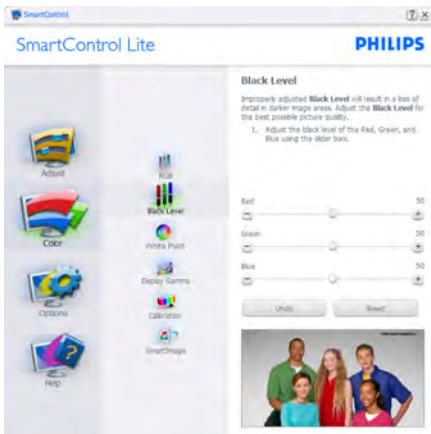 SmartControl
SmartControl Lite
PHILIPS
Adjust
Color
Options
Help
RGB
Black Level
White Point
Display Gamma
Calibration
SmartImage
Black Level
Improperly adjusted Black Level will result in a loss of
detail in darker image areas. Adjust the Black Level for
the best possible picture quality.
1. Adjust the black level of the Red, Green, and
Blue using the slider bars.
Red 50
Green 50
Blue 50
Undo Reset